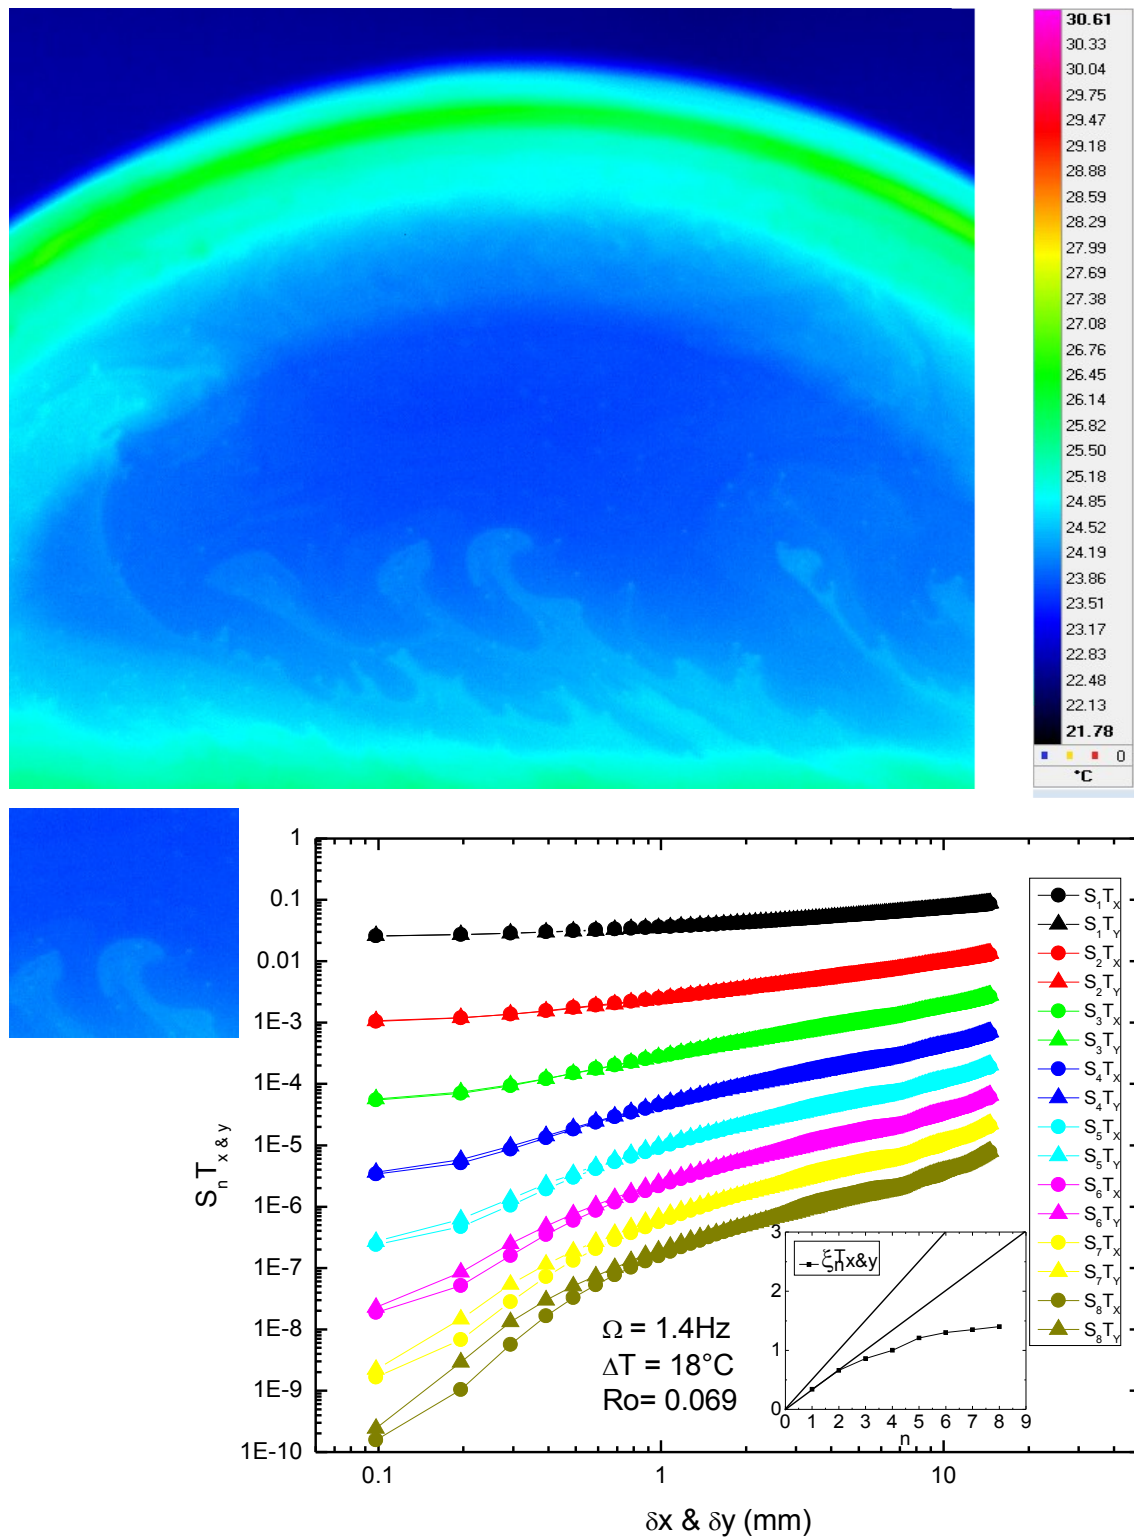 30.61
30.33
30.04
29.75
29.47
29.18
28.88
28.59
28.29
27.99
27.69
27.38
27.08
26.76
26.45
26.14
25.82
25.50
25.18
24.85
24.52
24.19
23.86
23.51
23.17
22.83
22.48
22.13
21.78
0
°C
1
0.1
0.01
1E-3
1E-4
1E-5
1E-6
1E-7
1E-8
1E-9
1E-10
SnTx & y
0.1
1
10
δx & δy (mm)
S1TX
S1TY
S2TX
S2TY
S3TX
S3TY
S4TX
S4TY
S5TX
S5TY
S6TX
S6TY
S7TX
S7TY
S8TX
S8TY
Ω = 1.4Hz
ΔT = 18°C
Ro= 0.069
3
2
1
0
ξnTx&y
0 1 2 3 4 5 6 7 8 9
n